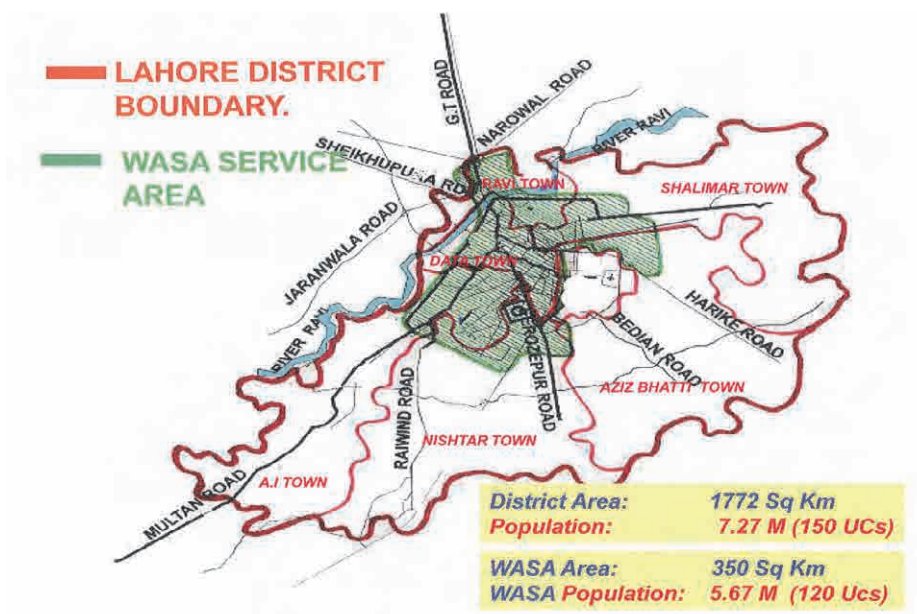 LAHORE DISTRICT
BOUNDARY.
WASA SERVICE
AREA
G.T ROAD
NAROWAL ROAD
SHEIKHUPURA RD
RIVER RAVI
RAVI TOWN
SHALIMAR TOWN
JARANWALA ROAD
DATA TOWN
HARIKE ROAD
RIVER RAVI
FEROZEPUR ROAD
BEDIAN ROAD
AZIZ BHATTI TOWN
RAIWIND ROAD
NISHTAR TOWN
A.I TOWN
MULTAN ROAD
District Area: 1772 Sq Km
Population: 7.27 M (150 UCs)
WASA Area: 350 Sq Km
WASA Population: 5.67 M (120 Ucs)